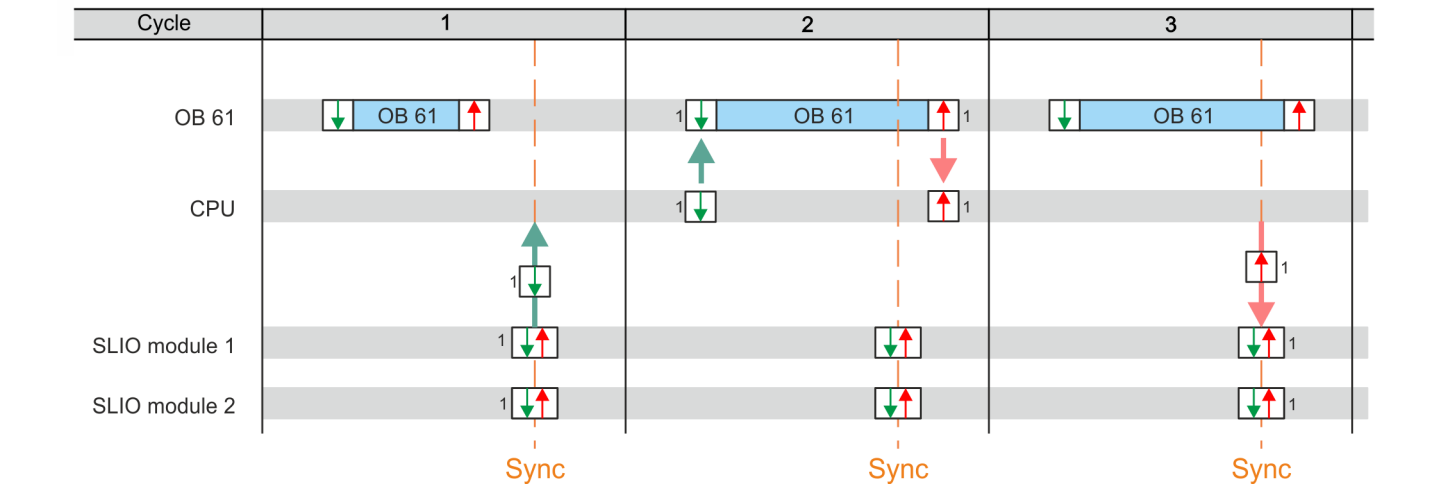 Cycle 1 2 3
OB 61 OB 61 1 OB 61 1 OB 61
CPU 1 1
1 1
SLIO module 1 1 1
SLIO module 2 1 1
Sync Sync Sync